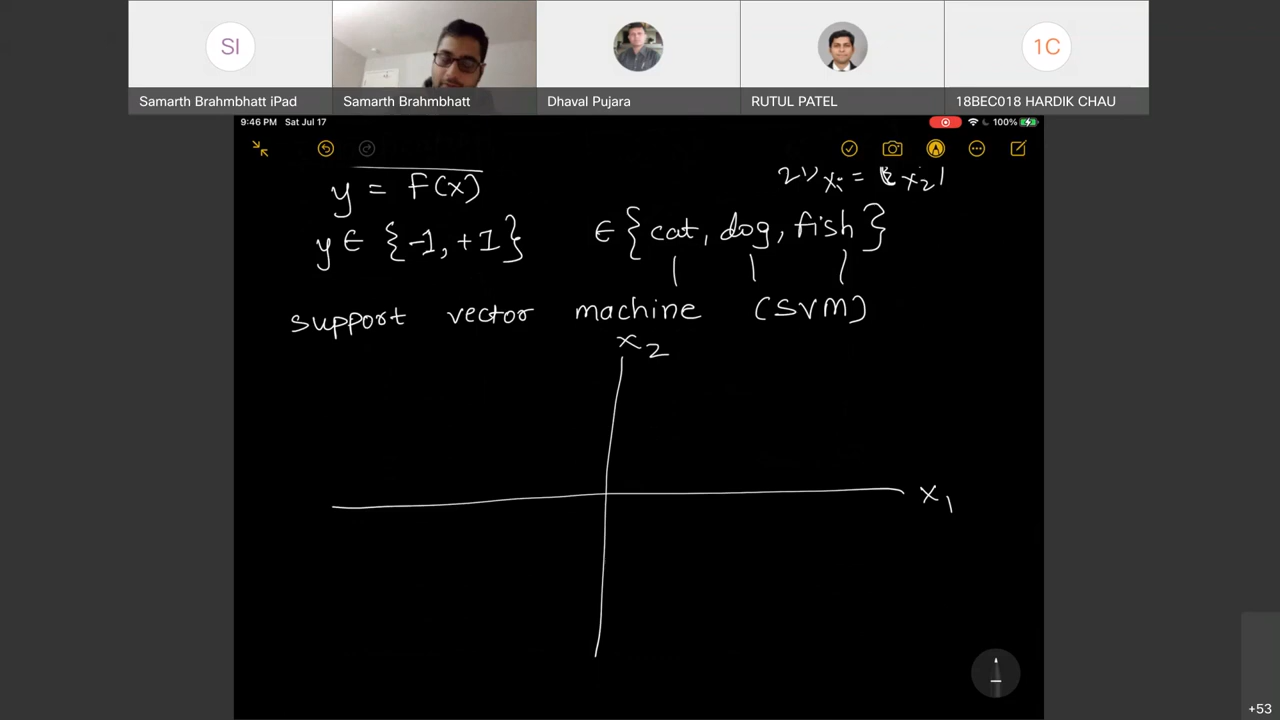 SI
1C
Samarth Brahmbhatt iPad
Samarth Brahmbhatt
Dhaval Pujara
RUTUL PATEL
18BEC018 HARDIK CHAU
9:46 PM Sat Jul 17
100%
y = F(x)
y ∈ {-1, +1} ∈ {cat, dog, fish}
support vector machine (SVM)
x2
x1
+53